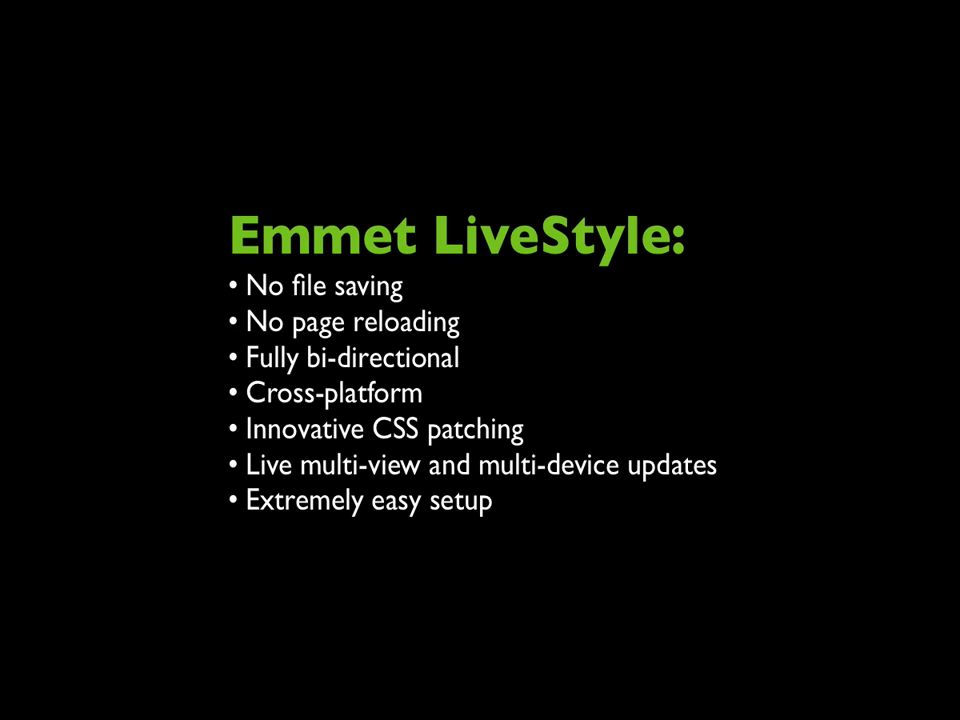 Emmet LiveStyle:
• No file saving
• No page reloading
• Fully bi-directional
• Cross-platform
• Innovative CSS patching
• Live multi-view and multi-device updates
• Extremely easy setup